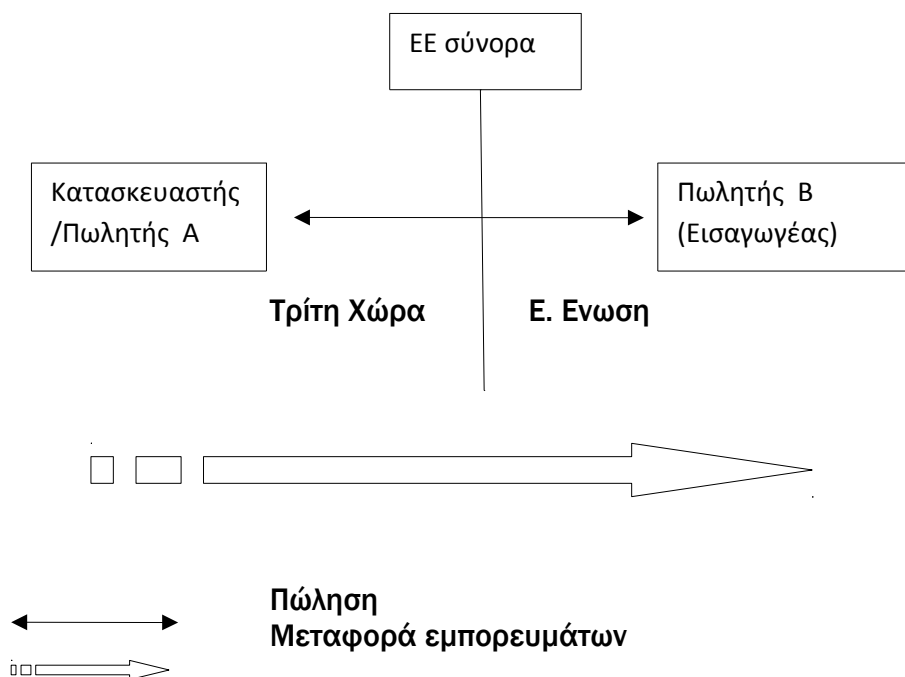 ΕΕ σύνορα
Κατασκευαστής
/Πωλητής Α
Πωλητής Β
(Εισαγωγέας)
Τρίτη Χώρα
Ε. Ενωση
Πώληση
Μεταφορά εμπορευμάτων